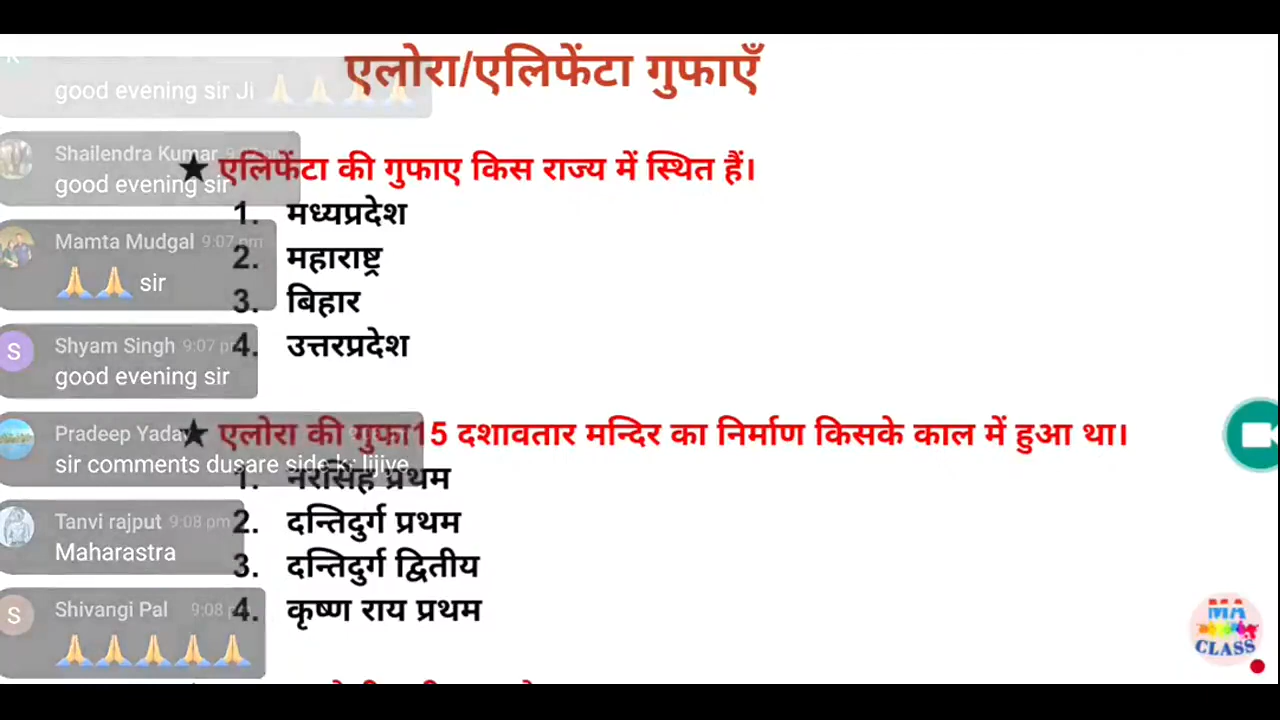 एलोरा/एलिफेंटा गुफाएँ
good evening sir Ji 🙏 🙏 🙏 🙏
Shailendra Kumar
good evening sir
★ एलिफेंटा की गुफाए किस राज्य में स्थित हैं।
1. मध्यप्रदेश
Mamta Mudgal 9:07 pm
🙏🙏 sir
2. महाराष्ट्र
3. बिहार
Shyam Singh 9:07 pm
good evening sir
4. उत्तरप्रदेश
Pradeep Yadav
sir comments dusare side kr lijiye
★ एलोरा की गुफा15 दशावतार मन्दिर का निर्माण किसके काल में हुआ था।
1. नरसिंह प्रथम
Tanvi rajput 9:08 pm
Maharastra
2. दन्तिदुर्ग प्रथम
3. दन्तिदुर्ग द्वितीय
S
Shivangi Pal 9:08
🙏🙏🙏🙏🙏
4. कृष्ण राय प्रथम
S
MA
CLASS